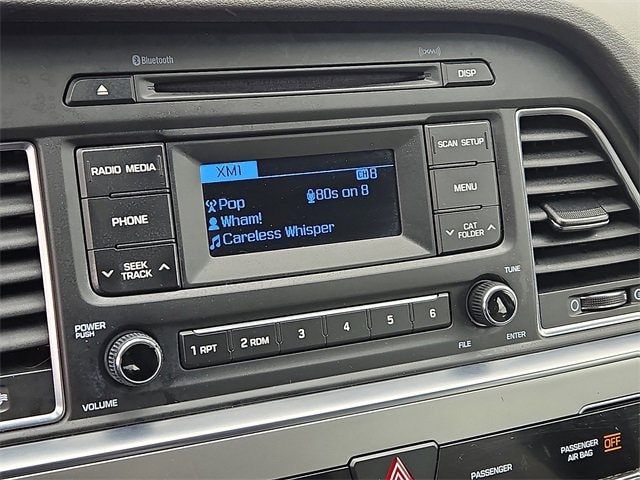 Bluetooth
DISP
RADIO MEDIA
PHONE
SEEK
TRACK
XM1
CH 8
Pop
80s on 8
Wham!
Careless Whisper
SCAN SETUP
MENU
CAT
FOLDER
POWER
PUSH
VOLUME
1 RPT
2 RDM
3
4
5
6
TUNE
FILE
ENTER
PASSENGER
AIR BAG
OFF
PASSENGER